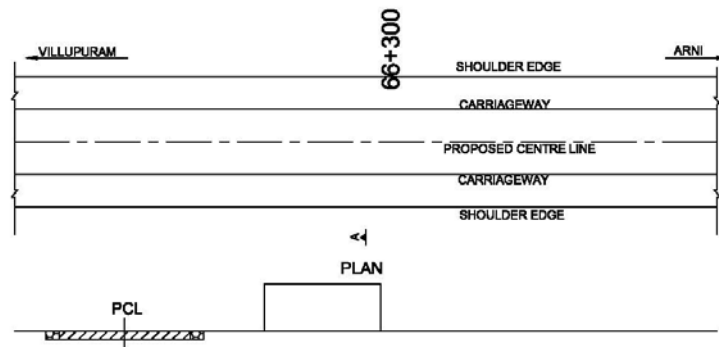 VILLUPURAM
66+300
ARNI
SHOULDER EDGE
CARRIAGEWAY
PROPOSED CENTRE LINE
CARRIAGEWAY
SHOULDER EDGE
A
PLAN
PCL